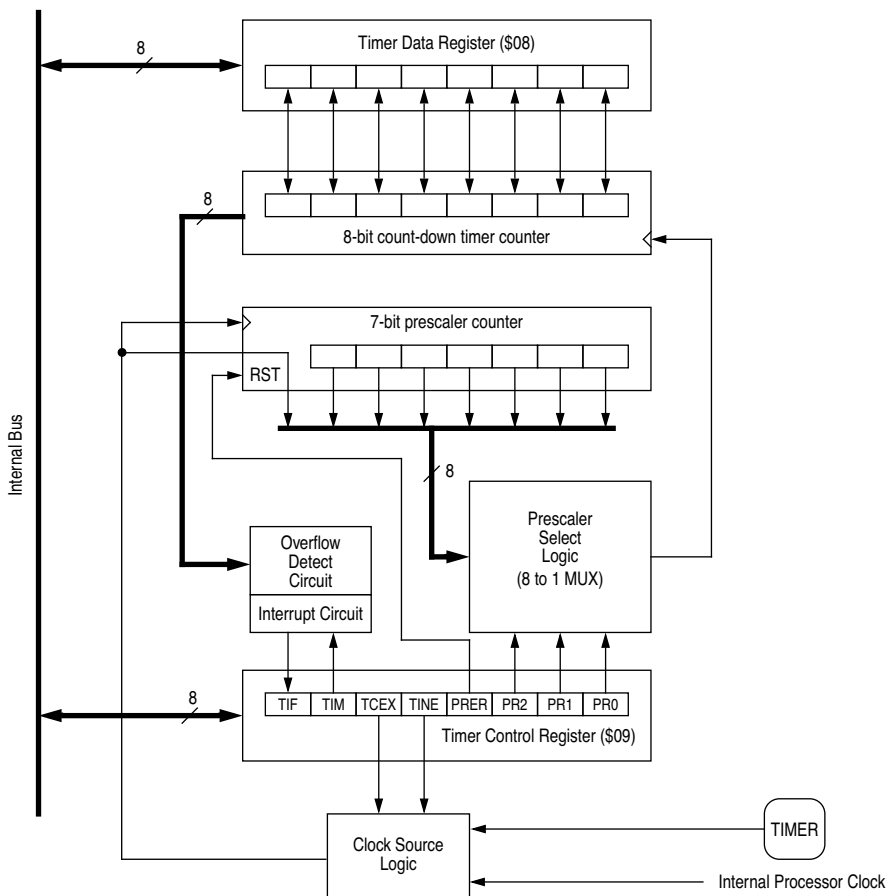 Timer Data Register ($08)
8
8
8-bit count-down timer counter
7-bit prescaler counter
RST
Internal Bus
8
Prescaler
Select
Logic
(8 to 1 MUX)
Overflow
Detect
Circuit
Interrupt Circuit
8
TIF TIM TCEX TINE PRER PR2 PR1 PR0
Timer Control Register ($09)
Clock Source
Logic
TIMER
Internal Processor Clock